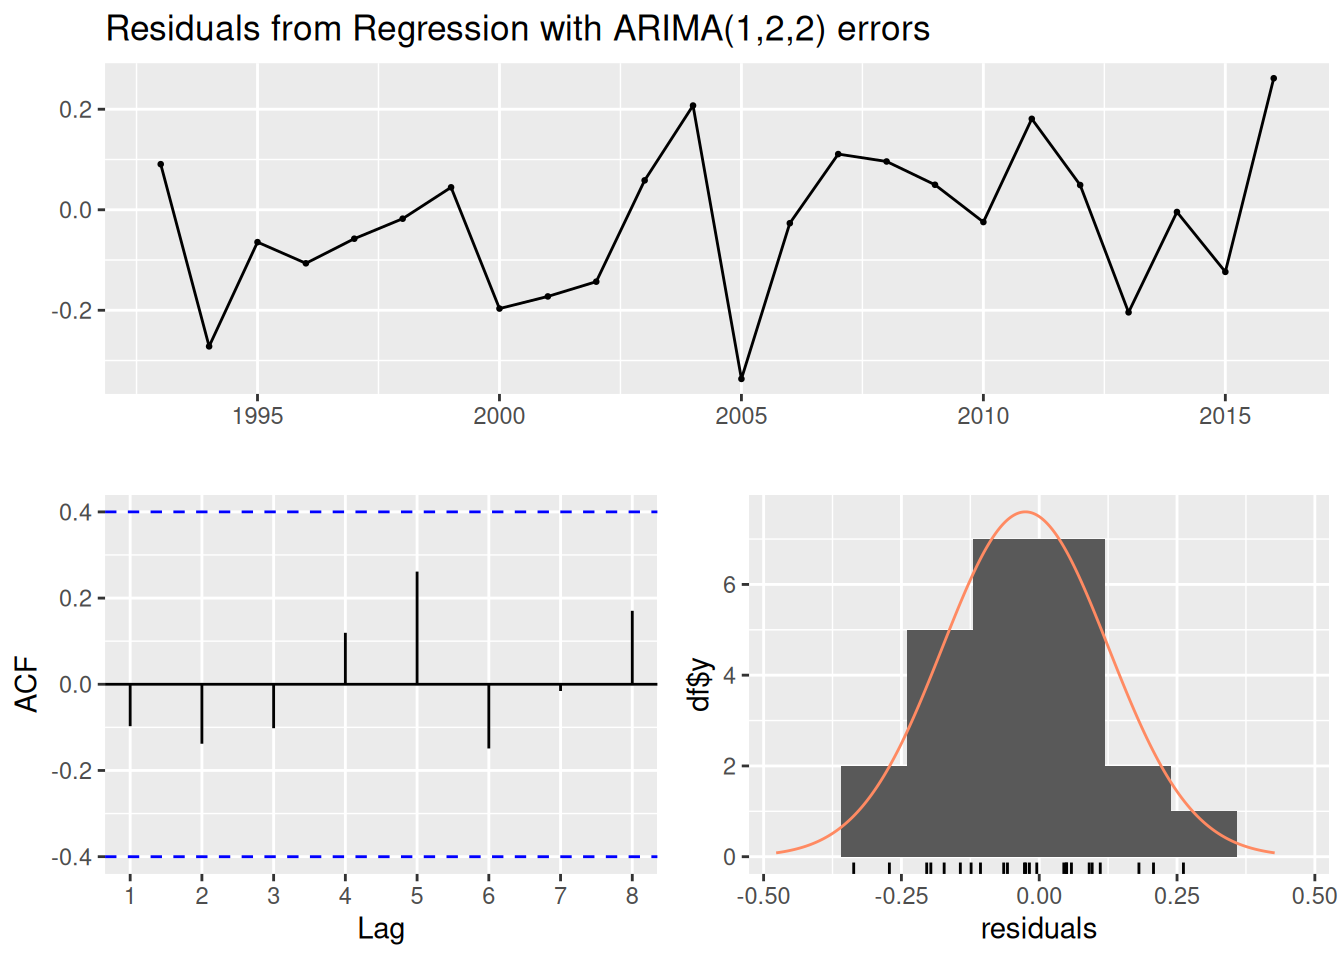 Residuals from Regression with ARIMA(1,2,2) errors
0.2
0.0
-0.2
1995 2000 2005 2010 2015
0.4
0.2
0.0
-0.2
-0.4
ACF
1 2 3 4 5 6 7 8
Lag
6
4
2
0
df$y
-0.50 -0.25 0.00 0.25 0.50
residuals